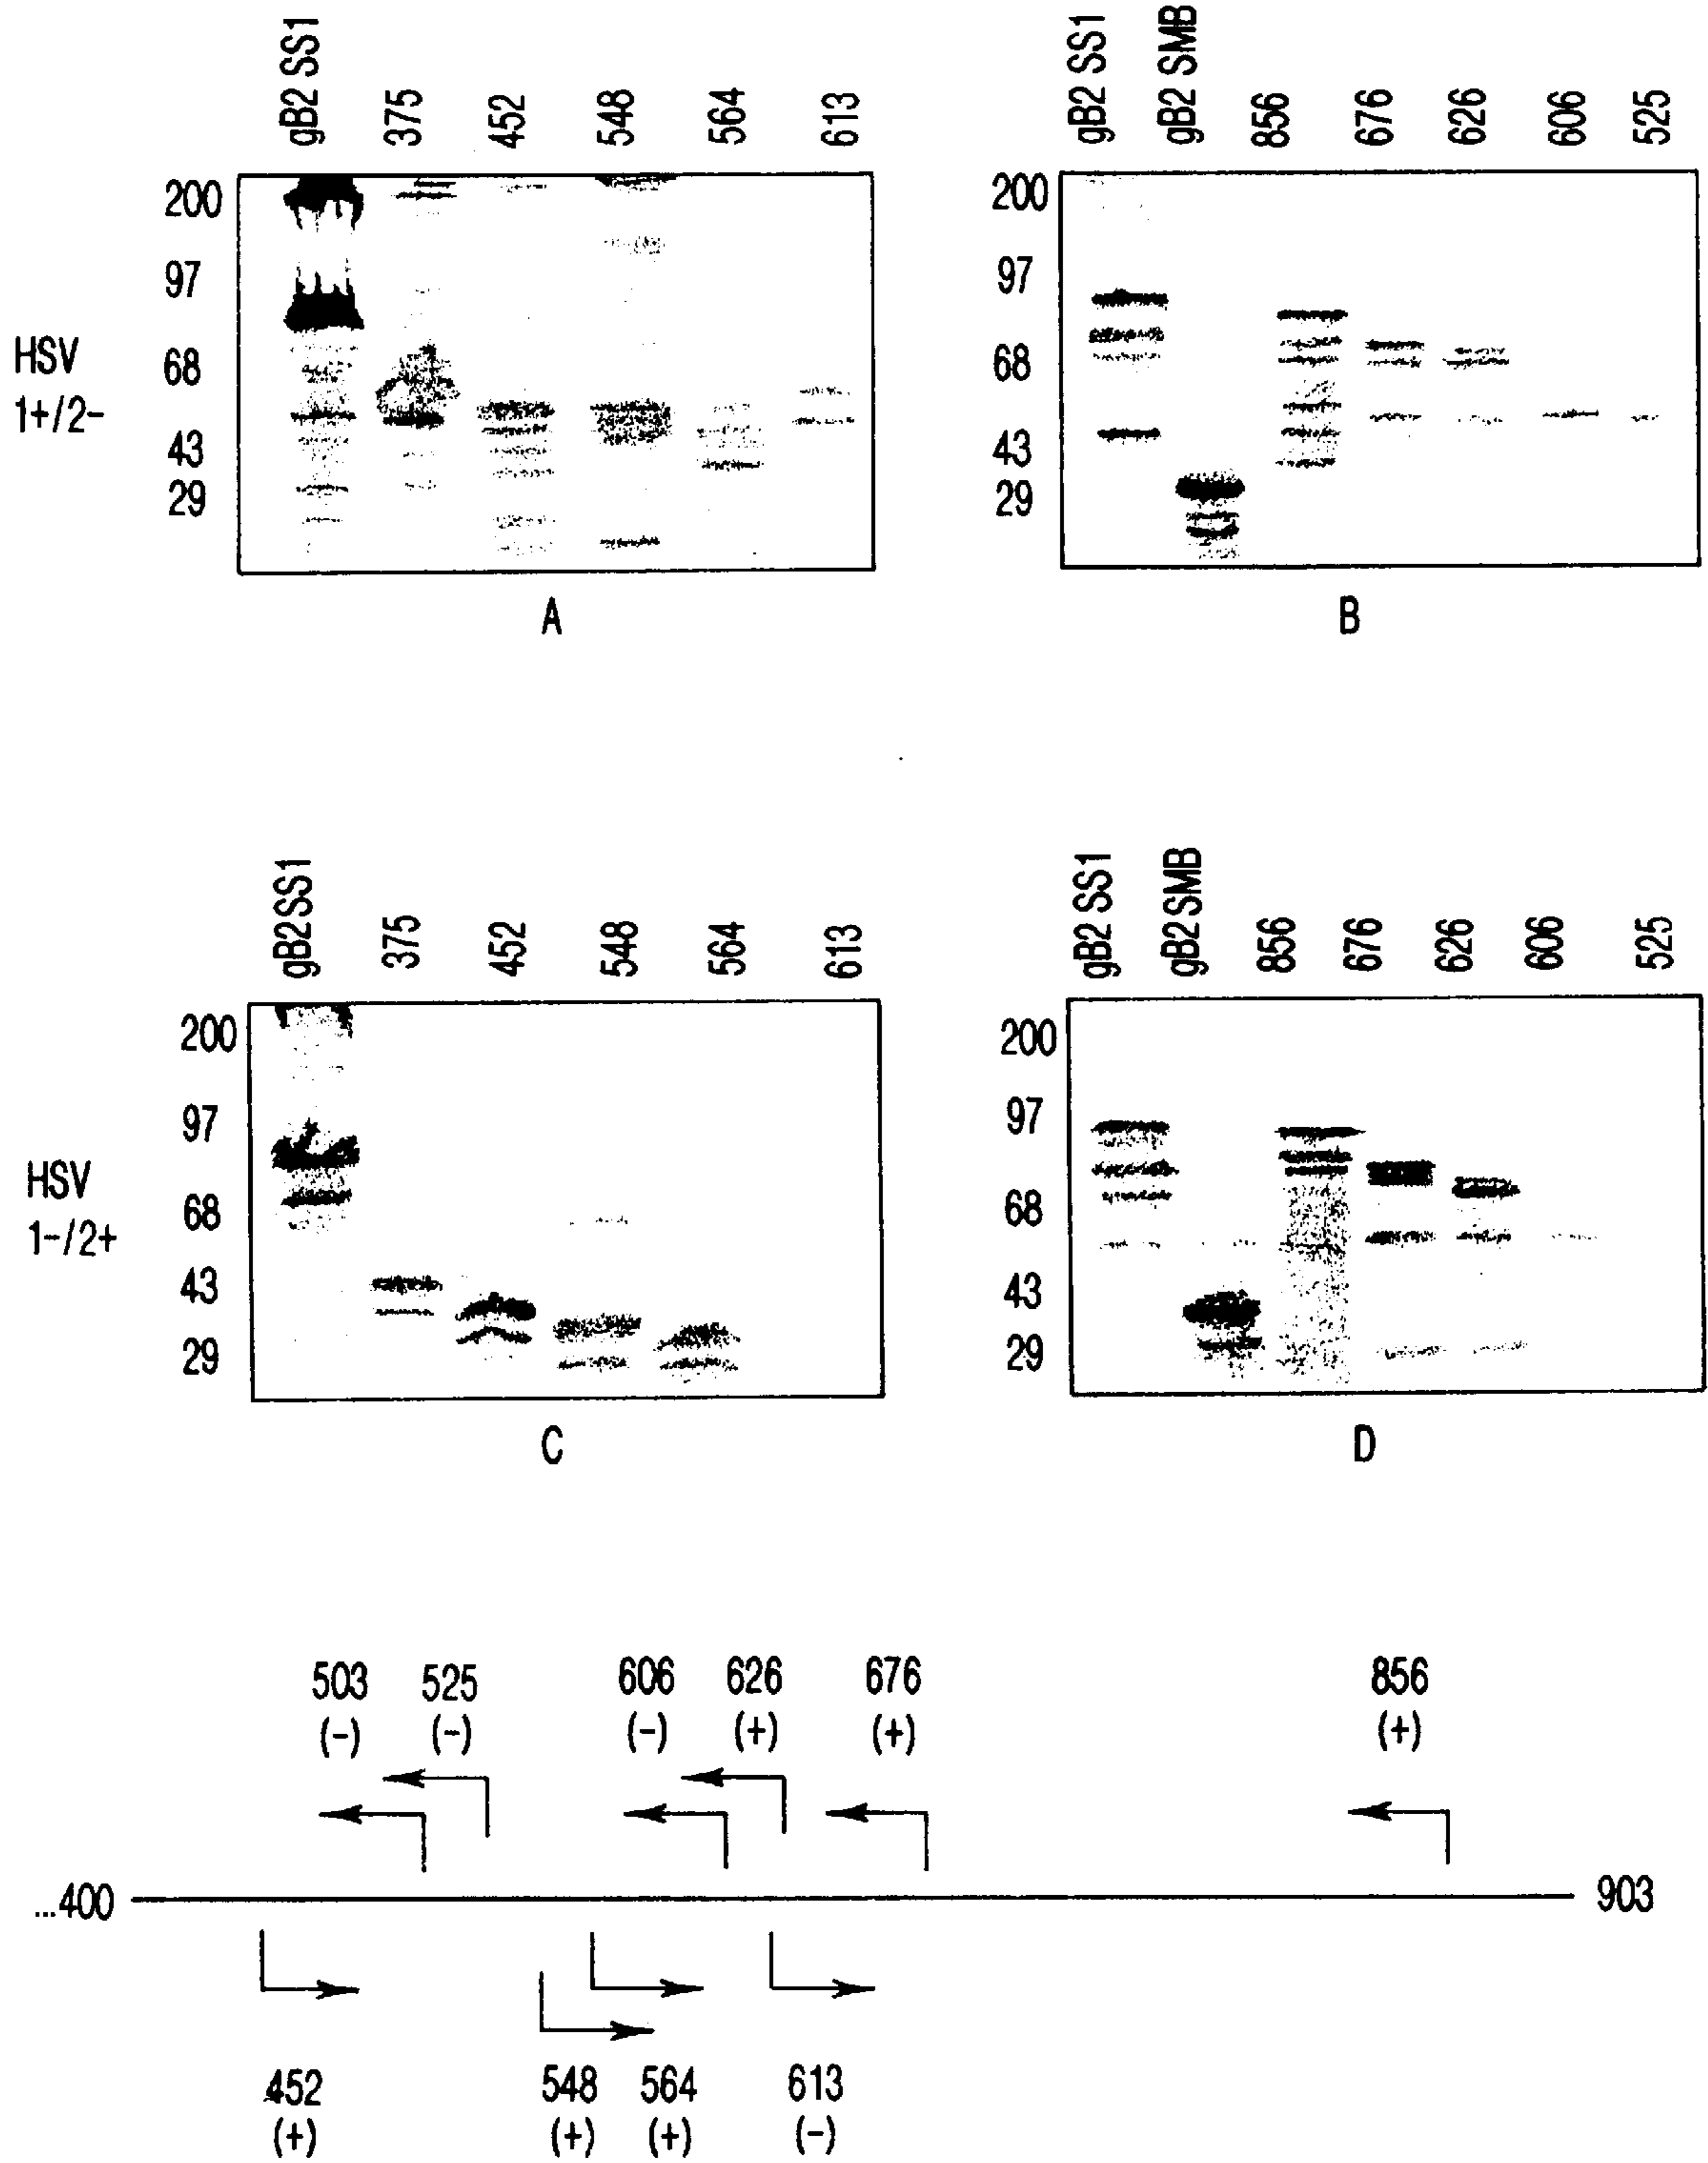 gB2 SS1 375 452 548 564 613
200
97
68
43
29
HSV
1+/2-
A
gB2 SS1 gB2 SMB 856 676 626 606 525
200
97
68
43
29
B
gB2SS1 375 452 548 564 613
200
97
68
43
29
HSV
1-/2+
C
gB2 SS1 gB2SMB 856 676 626 606 525
200
97
68
43
29
D
503 525 606 626 676 856
(-) (-) (-) (+) (+) (+)
...400 903
452 548 564 613
(+) (+) (+) (-)